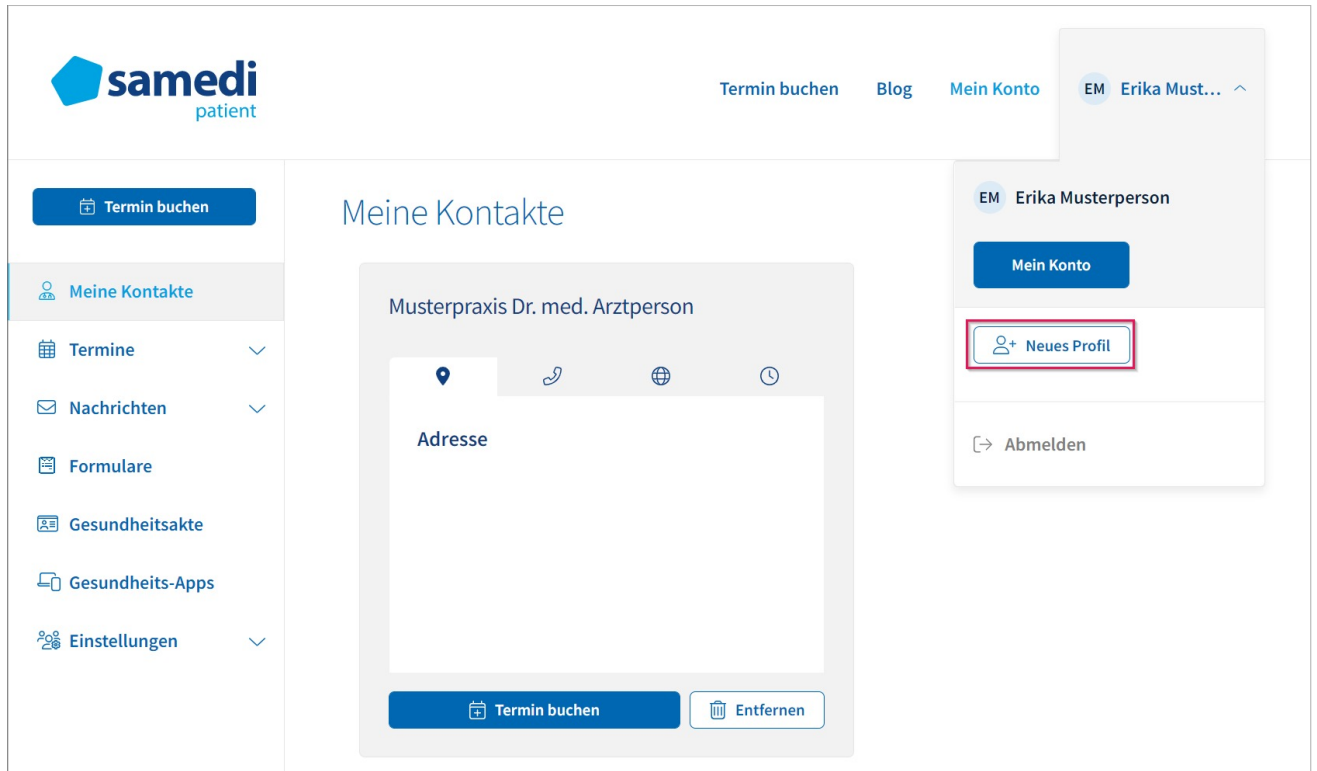 samedi
patient
Termin buchen Blog Mein Konto EM Erika Must...
EM Erika Musterperson
Mein Konto
Neues Profil
Abmelden
Termin buchen
Meine Kontakte
Termine
Nachrichten
Formulare
Gesundheitsakte
Gesundheits-Apps
Einstellungen
Meine Kontakte
Musterpraxis Dr. med. Arztperson
Adresse
Termin buchen Entfernen